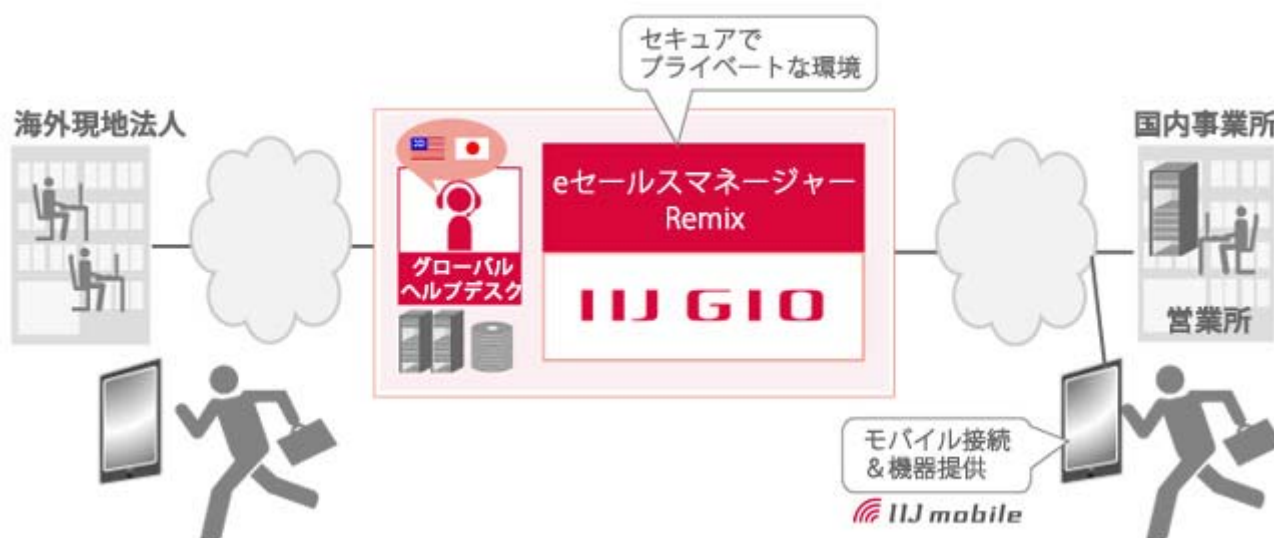 セキュアで
プライベートな環境
海外現地法人
国内事業所
eセールスマネージャー
Remix
グローバル
ヘルプデスク
IIJ GIO
営業所
モバイル接続
&機器提供
IIJ mobile